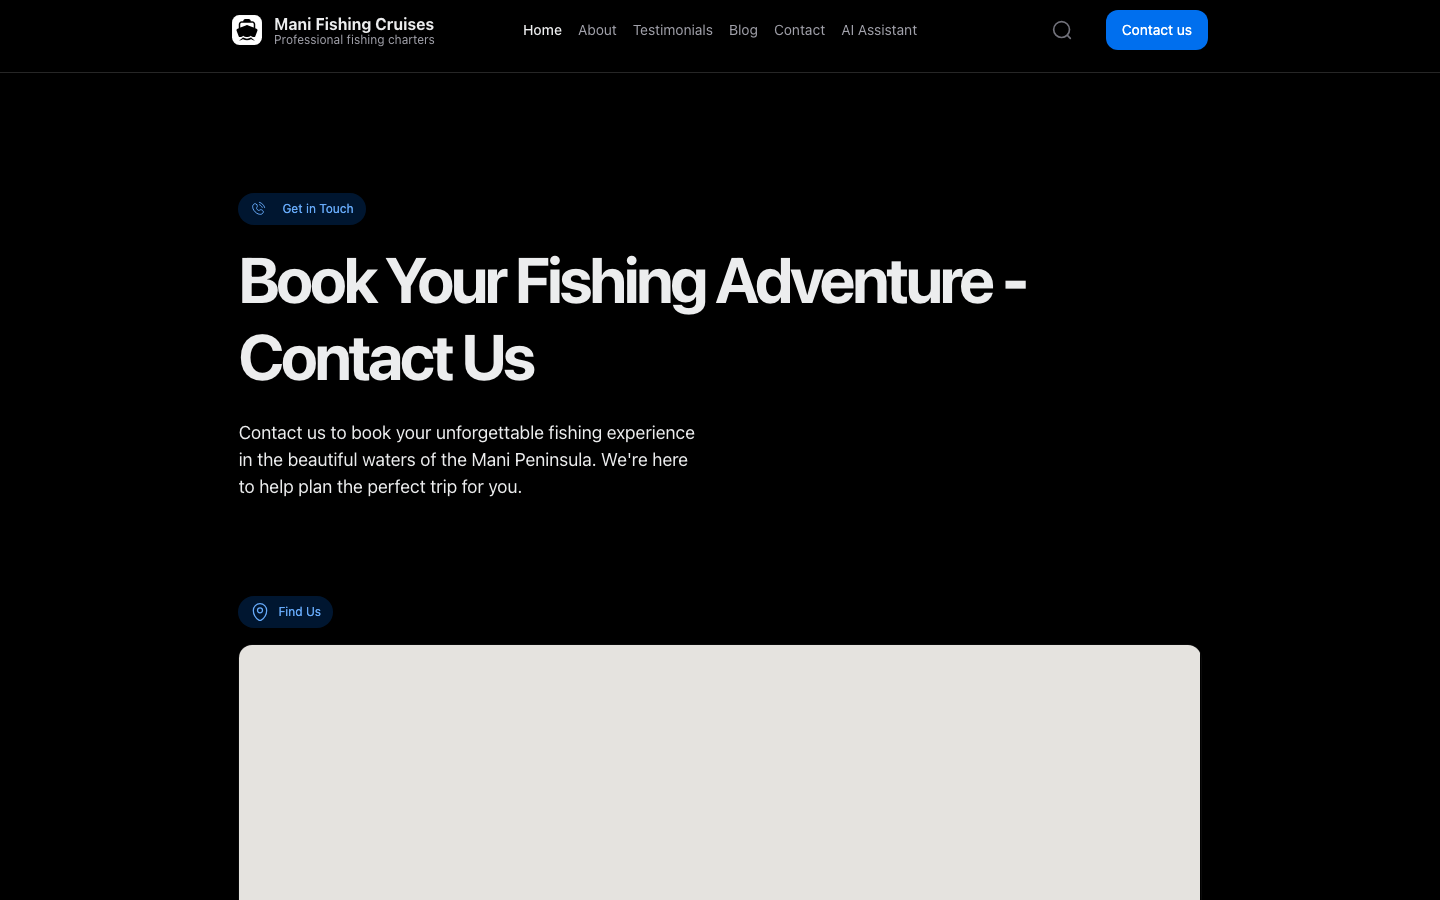 Mani Fishing Cruises
Professional fishing charters
Home
About
Testimonials
Blog
Contact
AI Assistant
Contact us
Get in Touch
Book Your Fishing Adventure -
Contact Us
Contact us to book your unforgettable fishing experience
in the beautiful waters of the Mani Peninsula. We're here
to help plan the perfect trip for you.
Find Us